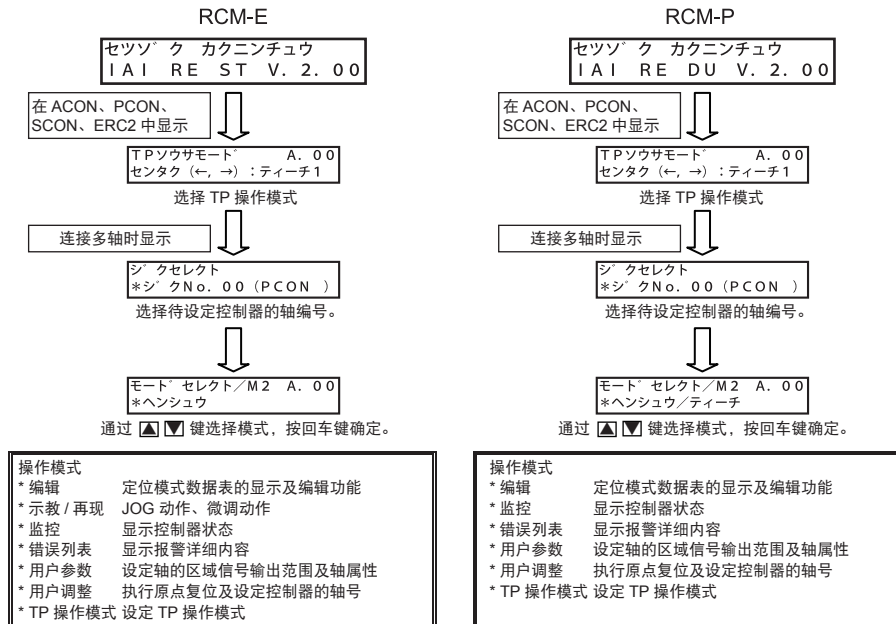 RCM-E
セツゾク カクニンチュウ
IAI RE ST V. 2. 00
在 ACON、PCON、
SCON、ERC2 中显示
TPソウサモード A. 00
センタク (←, →) : ティーチ1
选择 TP 操作模式
连接多轴时显示
ジクセレクト
*ジクNo. 00 (PCON )
选择待设定控制器的轴编号。
モード セレクト/M2 A. 00
*ヘンシュウ
通过 ▲ ▼ 键选择模式，按回车键确定。
操作模式
* 编辑 定位模式数据表的显示及编辑功能
* 示教 / 再现 JOG 动作、微调动作
* 监控 显示控制器状态
* 错误列表 显示报警详细内容
* 用户参数 设定轴的区域信号输出范围及轴属性
* 用户调整 执行原点复位及设定控制器的轴号
* TP 操作模式 设定 TP 操作模式
RCM-P
セツゾク カクニンチュウ
IAI RE DU V. 2. 00
在 ACON、PCON、
SCON、ERC2 中显示
TPソウサモード A. 00
センタク (←, →) : ティーチ1
选择 TP 操作模式
连接多轴时显示
ジクセレクト
*ジクNo. 00 (PCON )
选择待设定控制器的轴编号。
モード セレクト/M2 A. 00
*ヘンシュウ/ティーチ
通过 ▲ ▼ 键选择模式，按回车键确定。
操作模式
* 编辑 定位模式数据表的显示及编辑功能
* 监控 显示控制器状态
* 错误列表 显示报警详细内容
* 用户参数 设定轴的区域信号输出范围及轴属性
* 用户调整 执行原点复位及设定控制器的轴号
* TP 操作模式 设定 TP 操作模式